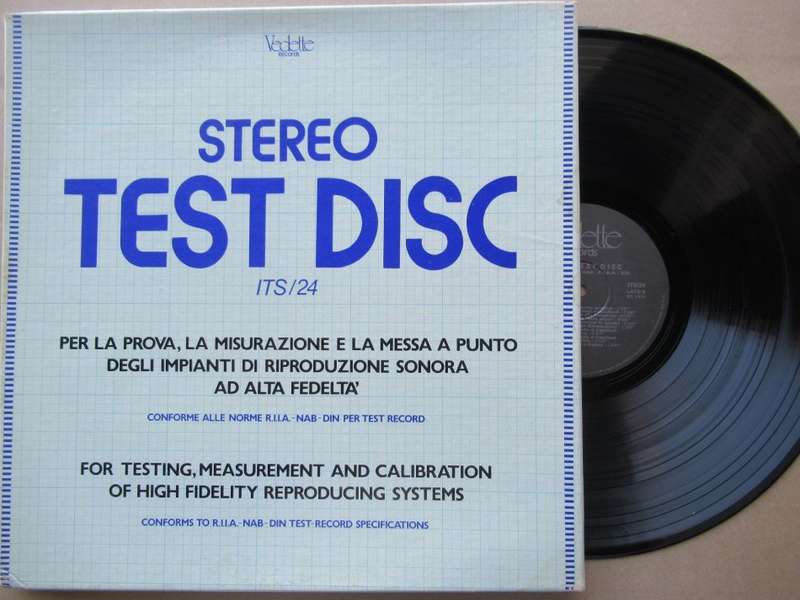 Vedette
records
STEREO
TEST DISC
ITS/24
PER LA PROVA, LA MISURAZIONE E LA MESSA A PUNTO
DEGLI IMPIANTI DI RIPRODUZIONE SONORA
AD ALTA FEDELTA'
CONFORME ALLE NORME R.I.I.A.-NAB-DIN PER TEST RECORD
FOR TESTING, MEASUREMENT AND CALIBRATION
OF HIGH FIDELITY REPRODUCING SYSTEMS
CONFORMS TO R.I.I.A.-NAB-DIN TEST-RECORD SPECIFICATIONS
DISC